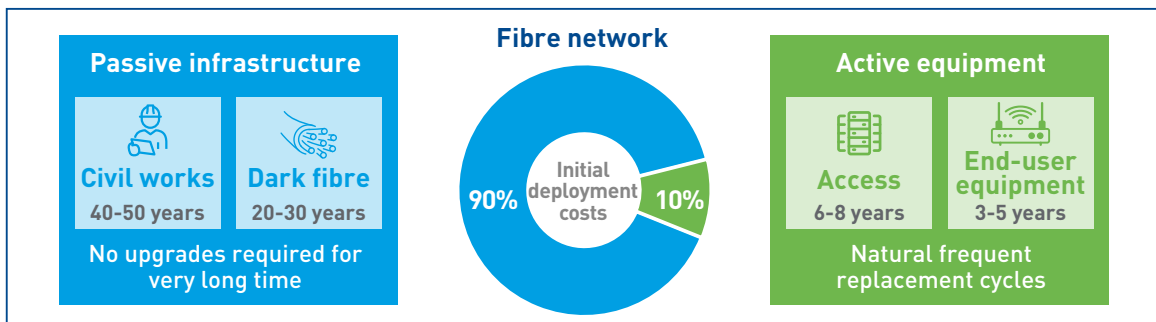 Fibre network
Passive infrastructure
Civil works
40-50 years
Dark fibre
20-30 years
No upgrades required for
very long time
90%
Initial
deployment
costs
10%
Active equipment
Access
6-8 years
End-user
equipment
3-5 years
Natural frequent
replacement cycles